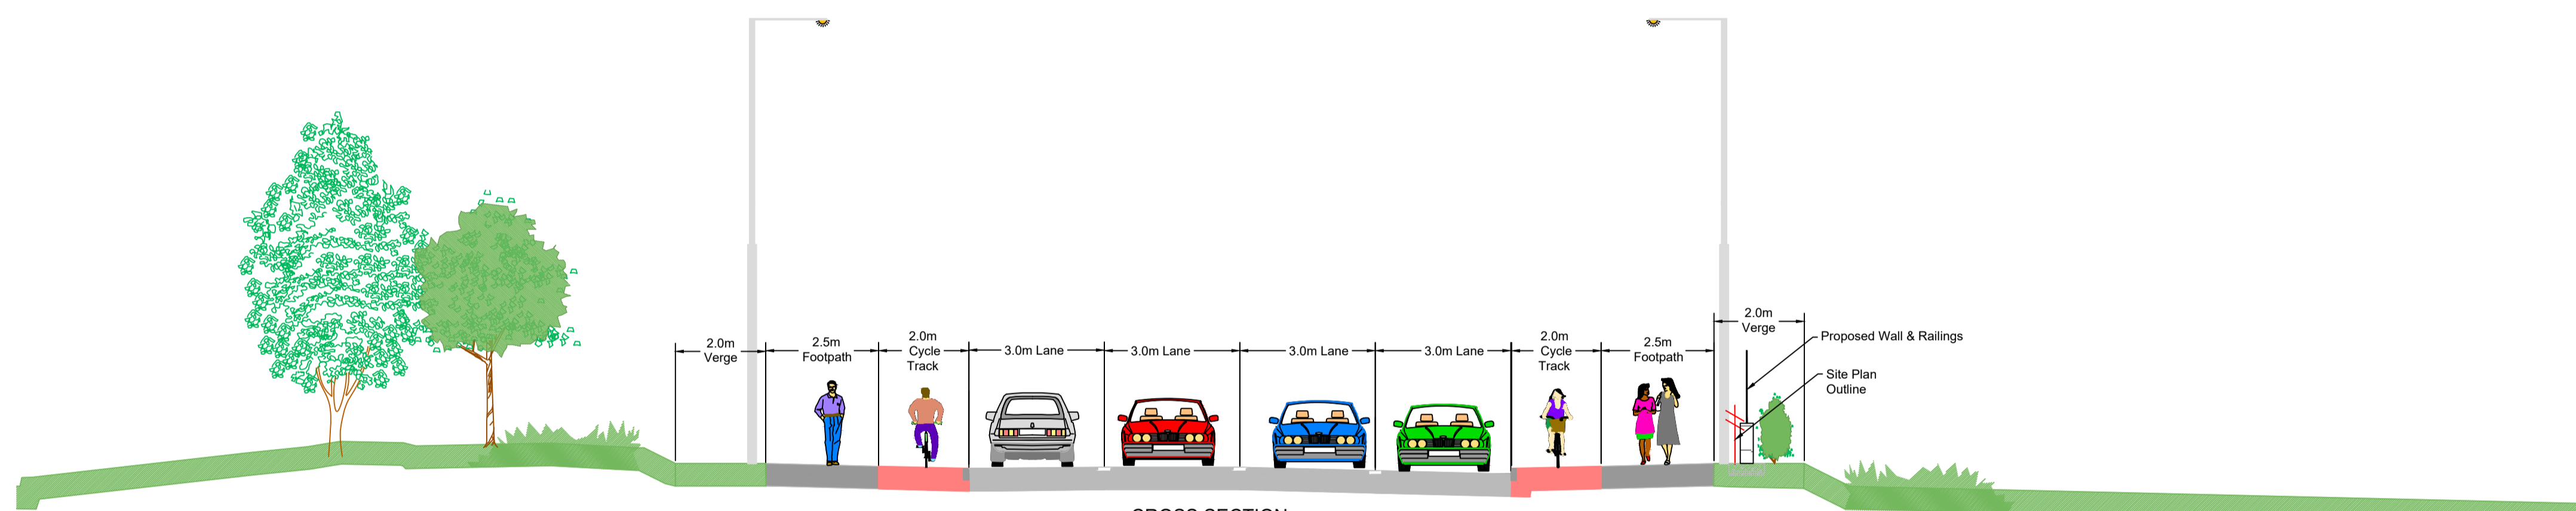 2.0m
Verge
2.5m
Footpath
2.0m
Cycle
Track
3.0m Lane
3.0m Lane
3.0m Lane
3.0m Lane
2.0m
Cycle
Track
2.5m
Footpath
2.0m
Verge
Proposed Wall & Railings
Site Plan
Outline
CROSS SECTION